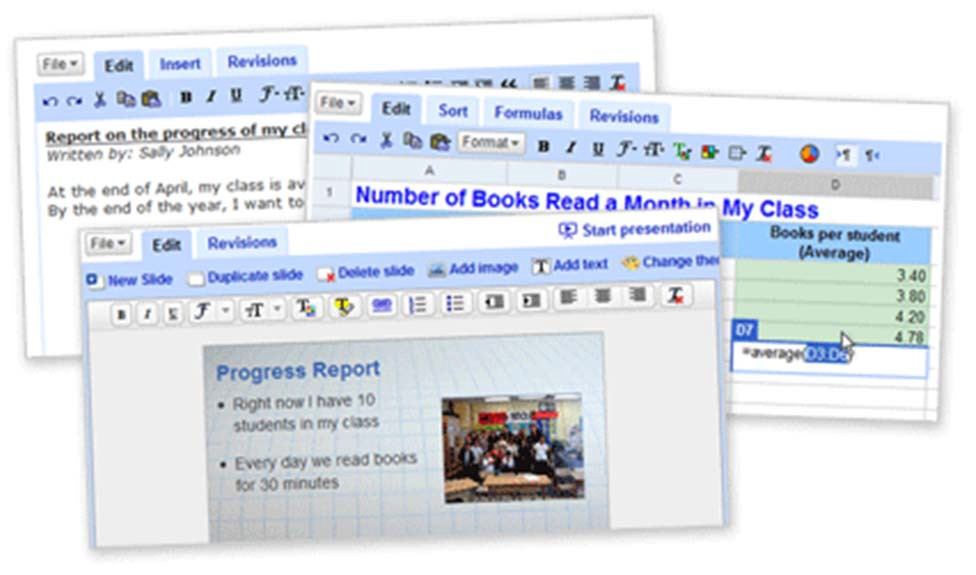 File
Edit
Insert
Revisions
B I U
Report on the progress of my cl
Written by: Sally Johnson
At the end of April, my class is av
By the end of the year, I want to
File
Edit
Sort
Formulas
Revisions
Format
B I U
A B C D
1
Number of Books Read a Month in My Class
Books per student
(Average)
3.40
3.80
4.20
4.78
D7
=average(D3:D6)
File
Edit
Revisions
Start presentation
New Slide
Duplicate slide
Delete slide
Add image
Add text
Change the
B I U
Progress Report
• Right now I have 10
students in my class
• Every day we read books
for 30 minutes